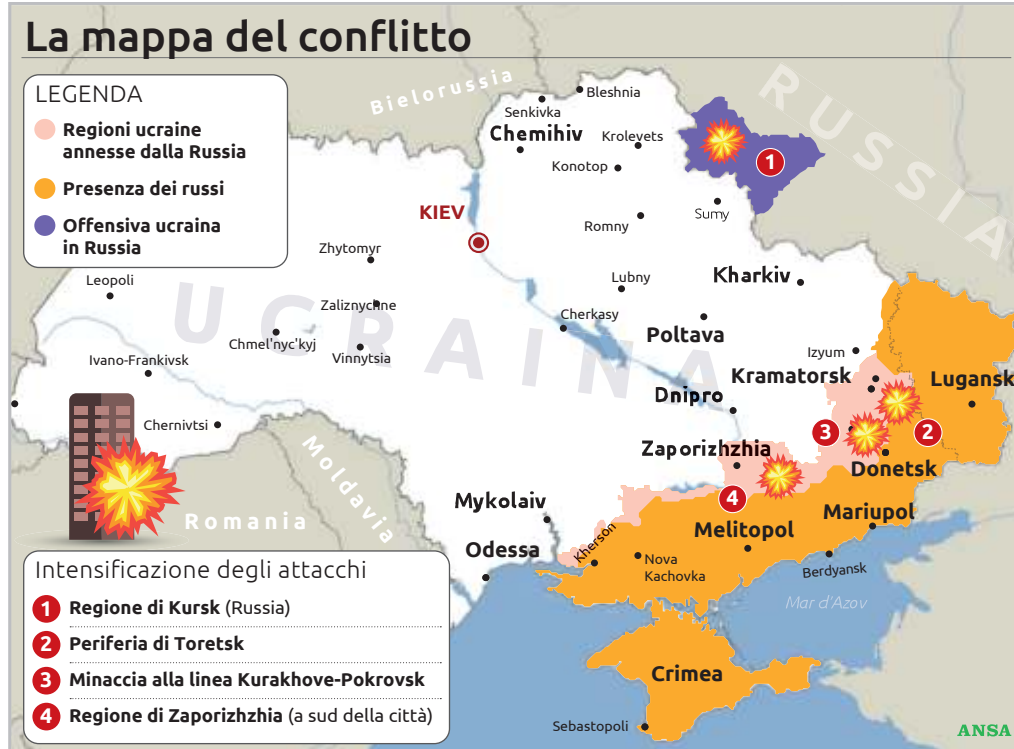 La mappa del conflitto
LEGENDA
Regioni ucraine
annesse dalla Russia
Presenza dei russi
Offensiva ucraina
in Russia
Bielorussia
RUSSIA
Bleshnia
Senkivka
Chemihiv
Krolevets
Konotop
1
KIEV
Sumy
Romny
Zhytomyr
Leopoli
Lubny
Kharkiv
UCRAINA
Zaliznychne
Cherkasy
Poltava
Chmel'nyc'kyj
Vinnytsia
Izyum
Ivano-Frankivsk
Kramatorsk
Lugansk
Dnipro
Chernivtsi
3
2
Zaporizhzhia
Donetsk
Moldavia
4
Mykolaiv
Romania
Melitopol
Mariupol
Odessa
Kherson
Nova
Kachovka
Berdyansk
Mar d'Azov
Crimea
Sebastopoli
Intensificazione degli attacchi
1 Regione di Kursk (Russia)
2 Periferia di Toretsk
3 Minaccia alla linea Kurakhove-Pokrovsk
4 Regione di Zaporizhzhia (a sud della città)
ANSA